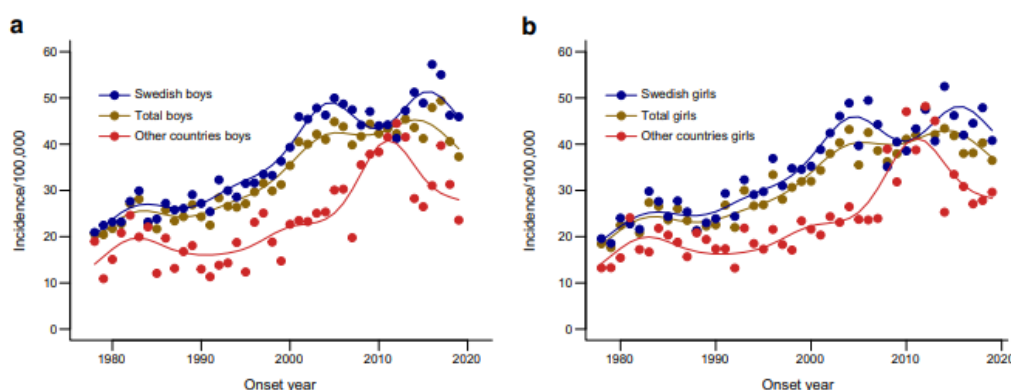 a
60
50
40
30
20
10
0
Incidence/100,000
Swedish boys
Total boys
Other countries boys
1980 1990 2000 2010 2020
Onset year
b
60
50
40
30
20
10
0
Incidence/100,000
Swedish girls
Total girls
Other countries girls
1980 1990 2000 2010 2020
Onset year